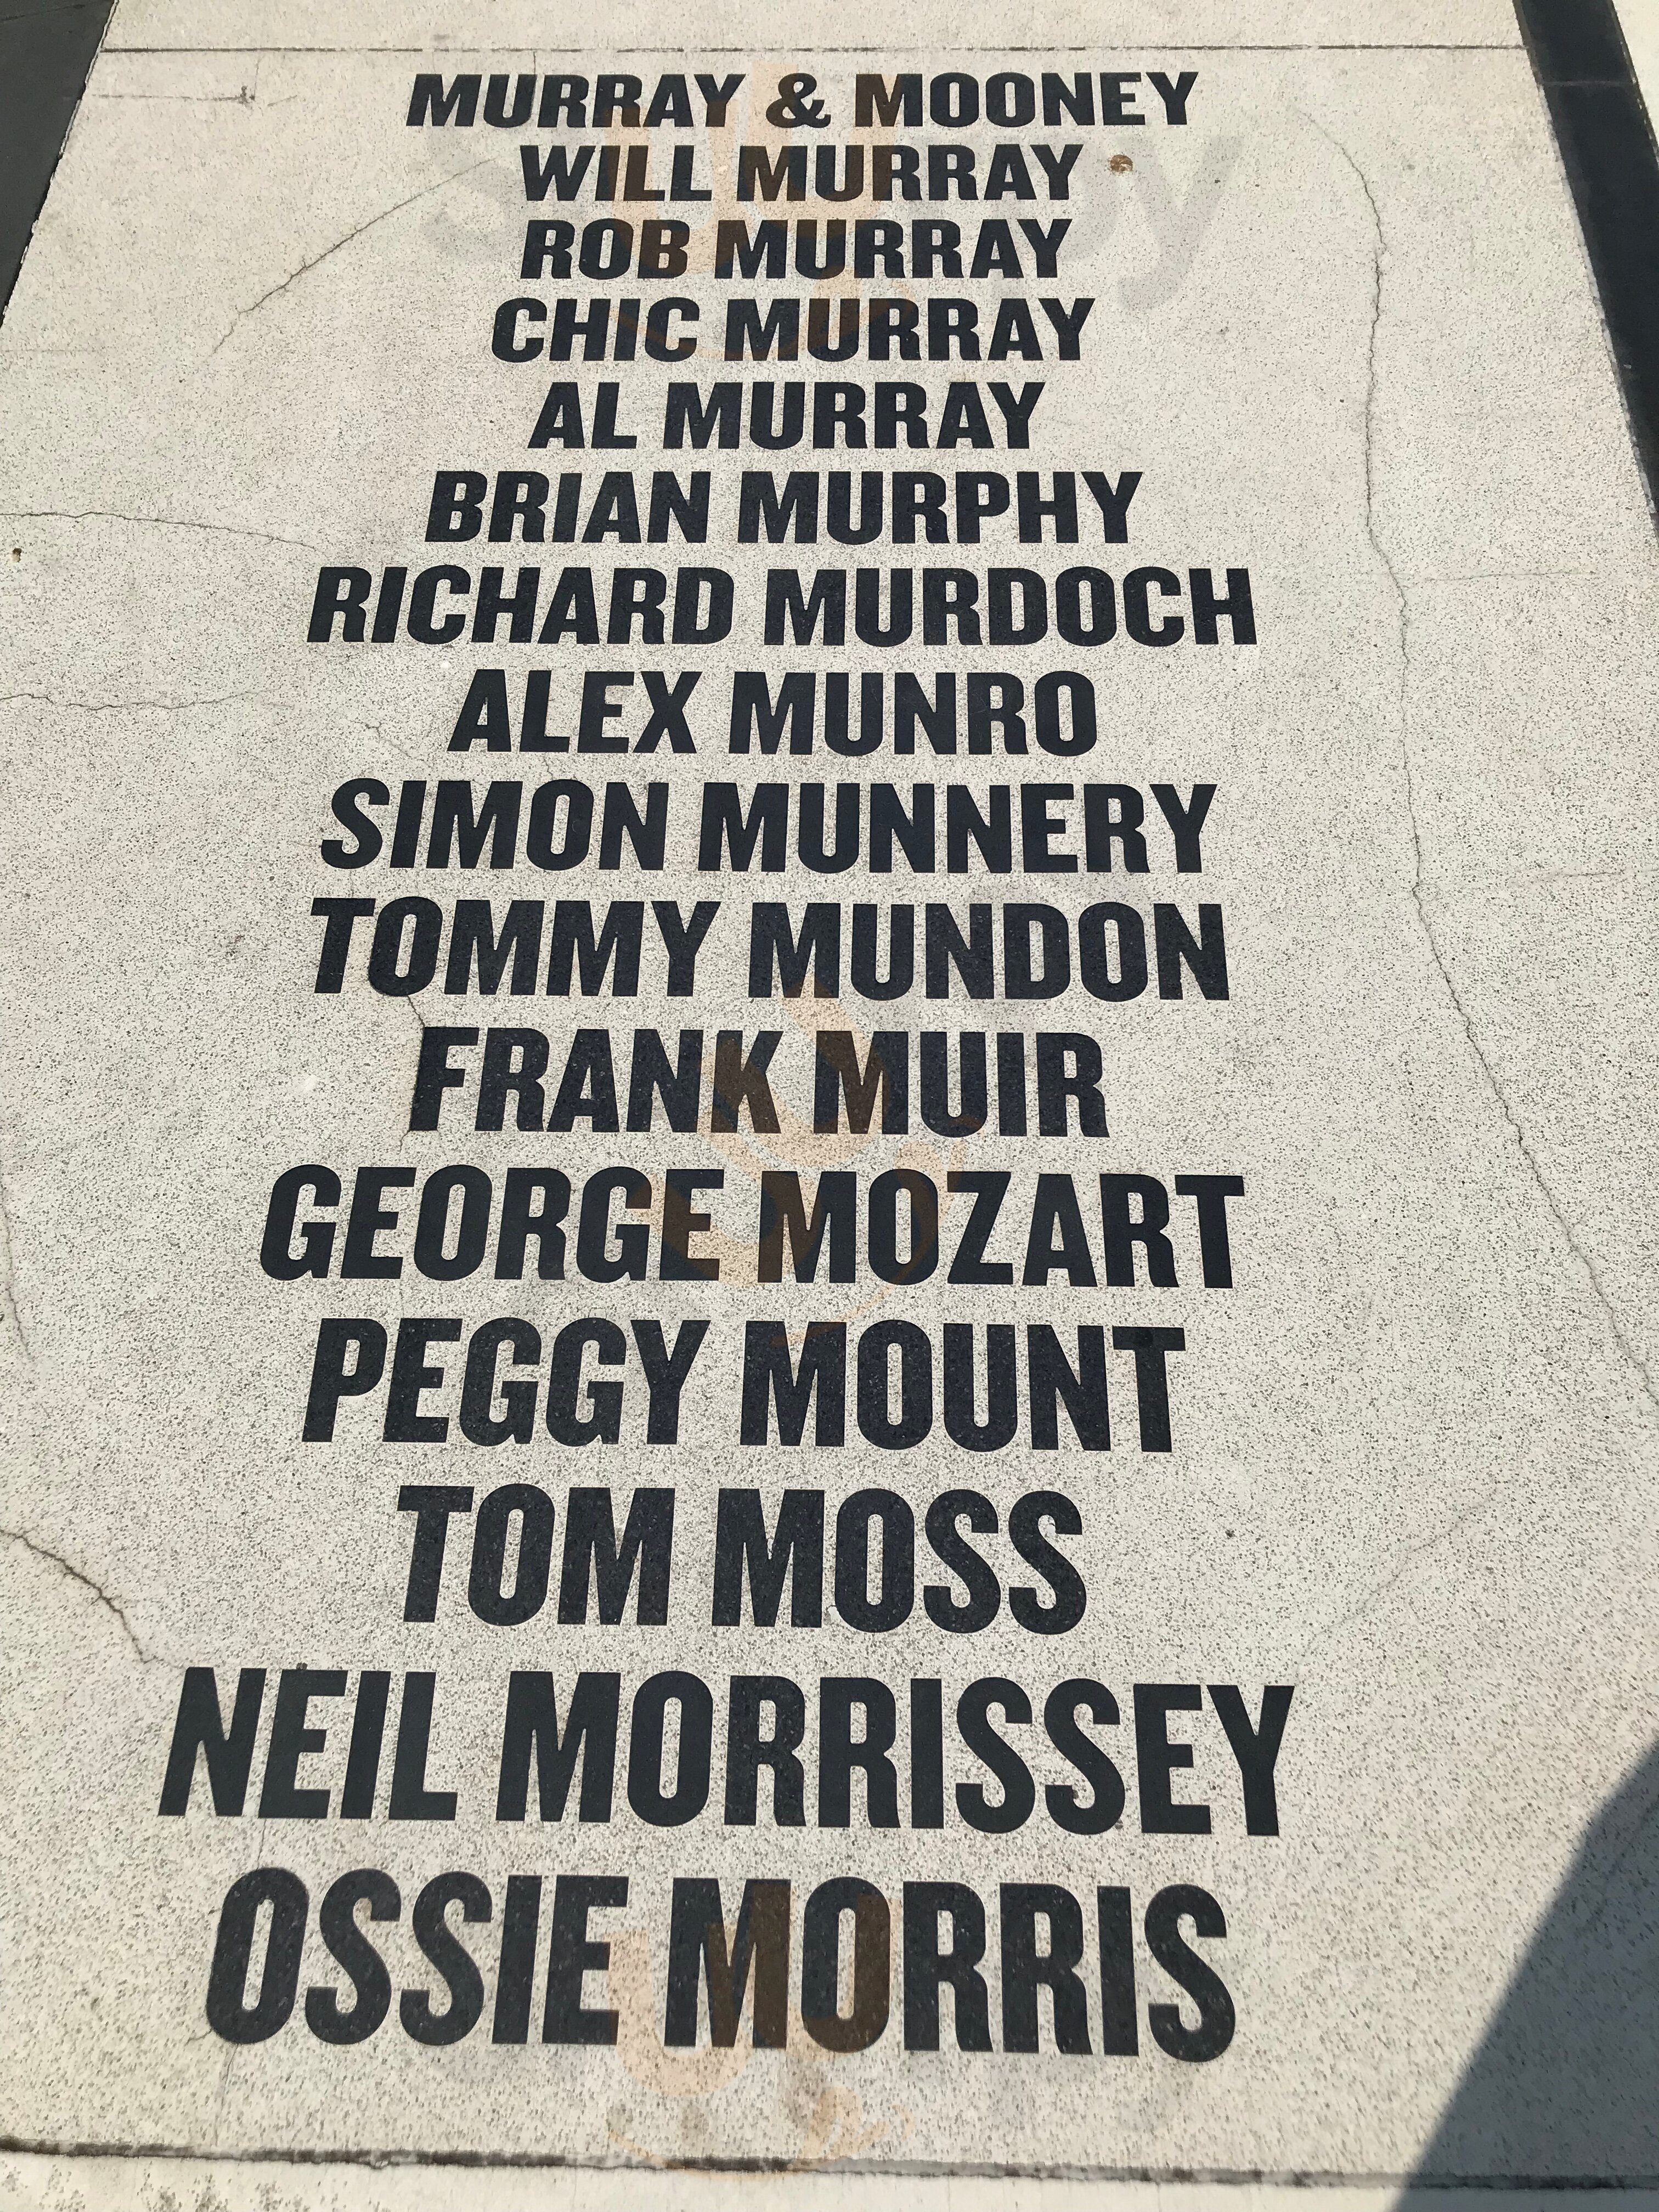 MURRAY & MOONEY
WILL MURRAY
ROB MURRAY
CHIC MURRAY
AL MURRAY
BRIAN MURPHY
RICHARD MURDOCH
ALEX MUNRO
SIMON MUNNERY
TOMMY MUNDON
FRANK MUIR
GEORGE MOZART
PEGGY MOUNT
TOM MOSS
NEIL MORRISSEY
OSSIE MORRIS